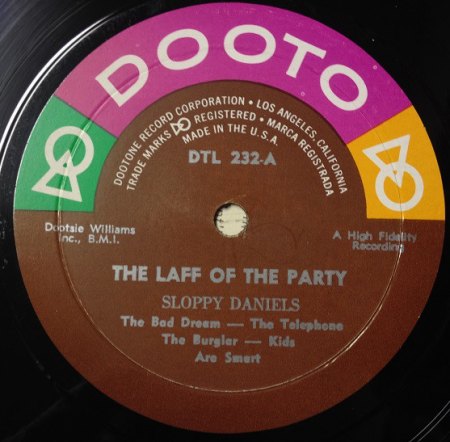 DOOTO
DOOTONE RECORD CORPORATION • LOS ANGELES, CALIFORNIA
TRADE MARKS REGISTERED • MARCA REGISTRADA
MADE IN THE U.S.A.
DTL 232-A
Dootsie Williams
Inc., B.M.I.
A High Fidelity
Recording
THE LAFF OF THE PARTY
SLOPPY DANIELS
The Bad Dream — The Telephone
The Burglar — Kids
Are Smart